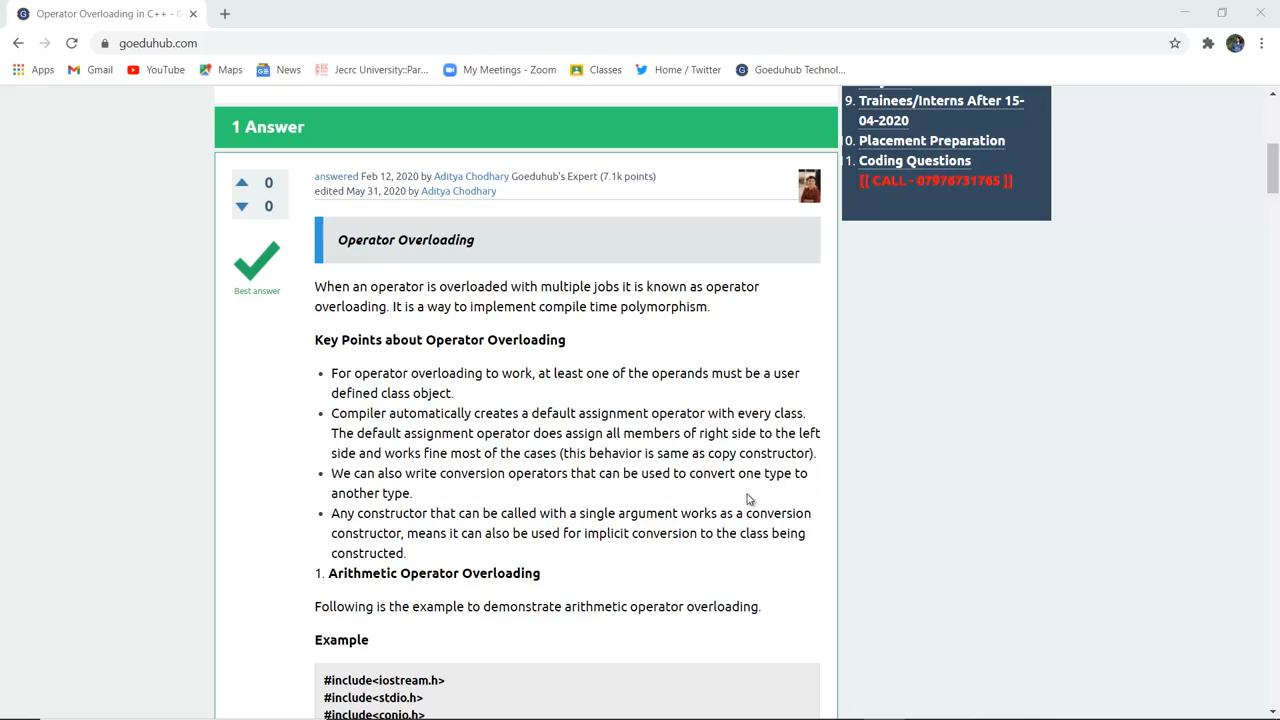 Operator Overloading in C++ - G
goeduhub.com
Apps
Gmail
YouTube
Maps
News
Jecrc University::Par...
My Meetings - Zoom
Classes
Home / Twitter
Goeduhub Technol...
1 Answer
0
0
Best answer
answered Feb 12, 2020 by Aditya Chodhary Goeduhub's Expert (7.1k points)
edited May 31, 2020 by Aditya Chodhary
Operator Overloading
When an operator is overloaded with multiple jobs it is known as operator
overloading. It is a way to implement compile time polymorphism.
Key Points about Operator Overloading
• For operator overloading to work, at least one of the operands must be a user
defined class object.
• Compiler automatically creates a default assignment operator with every class.
The default assignment operator does assign all members of right side to the left
side and works fine most of the cases (this behavior is same as copy constructor).
• We can also write conversion operators that can be used to convert one type to
another type.
• Any constructor that can be called with a single argument works as a conversion
constructor, means it can also be used for implicit conversion to the class being
constructed.
1. Arithmetic Operator Overloading
Following is the example to demonstrate arithmetic operator overloading.
Example
#include<iostream.h>
#include<stdio.h>
#include<conio.h>
9. Trainees/Interns After 15-
04-2020
10. Placement Preparation
11. Coding Questions
[[ CALL - 07976731765 ]]